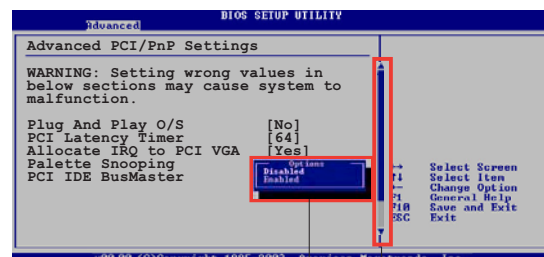 BIOS SETUP UTILITY
Advanced
Advanced PCI/PnP Settings
WARNING: Setting wrong values in
below sections may cause system to
malfunction.
Plug And Play O/S [No]
PCI Latency Timer [64]
Allocate IRQ to PCI VGA [Yes]
Palette Snooping
PCI IDE BusMaster
Options
Disabled
Enabled
↔ Select Screen
↑↓ Select Item
Change Option
F1 General Help
F10 Save and Exit
ESC Exit